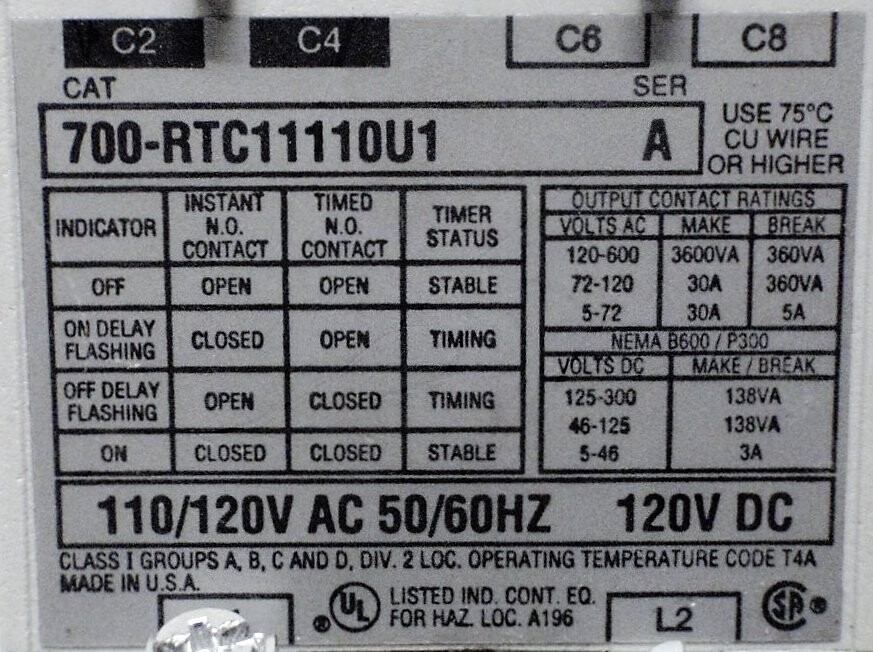 C2 C4 C6 C8
CAT SER
700-RTC11110U1 A
USE 75°C
CU WIRE
OR HIGHER
INDICATOR
INSTANT
N.O.
CONTACT
TIMED
N.O.
CONTACT
TIMER
STATUS
OFF OPEN OPEN STABLE
ON DELAY
FLASHING
CLOSED OPEN TIMING
OFF DELAY
FLASHING
OPEN CLOSED TIMING
ON CLOSED CLOSED STABLE
OUTPUT CONTACT RATINGS
VOLTS AC MAKE BREAK
120-600 3600VA 360VA
72-120 30A 360VA
5-72 30A 5A
NEMA B600 / P300
VOLTS DC MAKE / BREAK
125-300 138VA
46-125 138VA
5-46 3A
110/120V AC 50/60HZ 120V DC
CLASS I GROUPS A, B, C AND D, DIV. 2 LOC. OPERATING TEMPERATURE CODE T4A
MADE IN U.S.A.
UL ®
LISTED IND. CONT. EQ.
FOR HAZ. LOC. A196
L2
SA ®